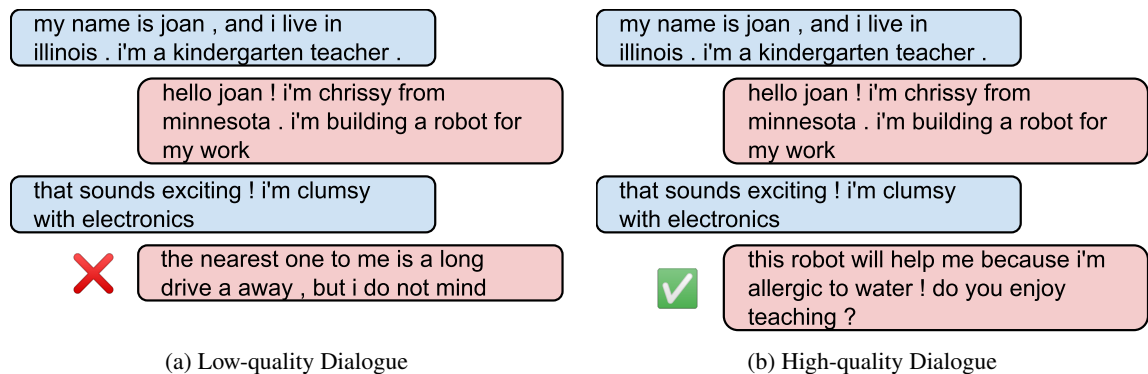 my name is joan , and i live in
illinois . i'm a kindergarten teacher .
hello joan ! i'm chrissy from
minnesota . i'm building a robot for
my work
that sounds exciting ! i'm clumsy
with electronics
the nearest one to me is a long
drive a away , but i do not mind
(a) Low-quality Dialogue
my name is joan , and i live in
illinois . i'm a kindergarten teacher .
hello joan ! i'm chrissy from
minnesota . i'm building a robot for
my work
that sounds exciting ! i'm clumsy
with electronics
this robot will help me because i'm
allergic to water ! do you enjoy
teaching ?
(b) High-quality Dialogue